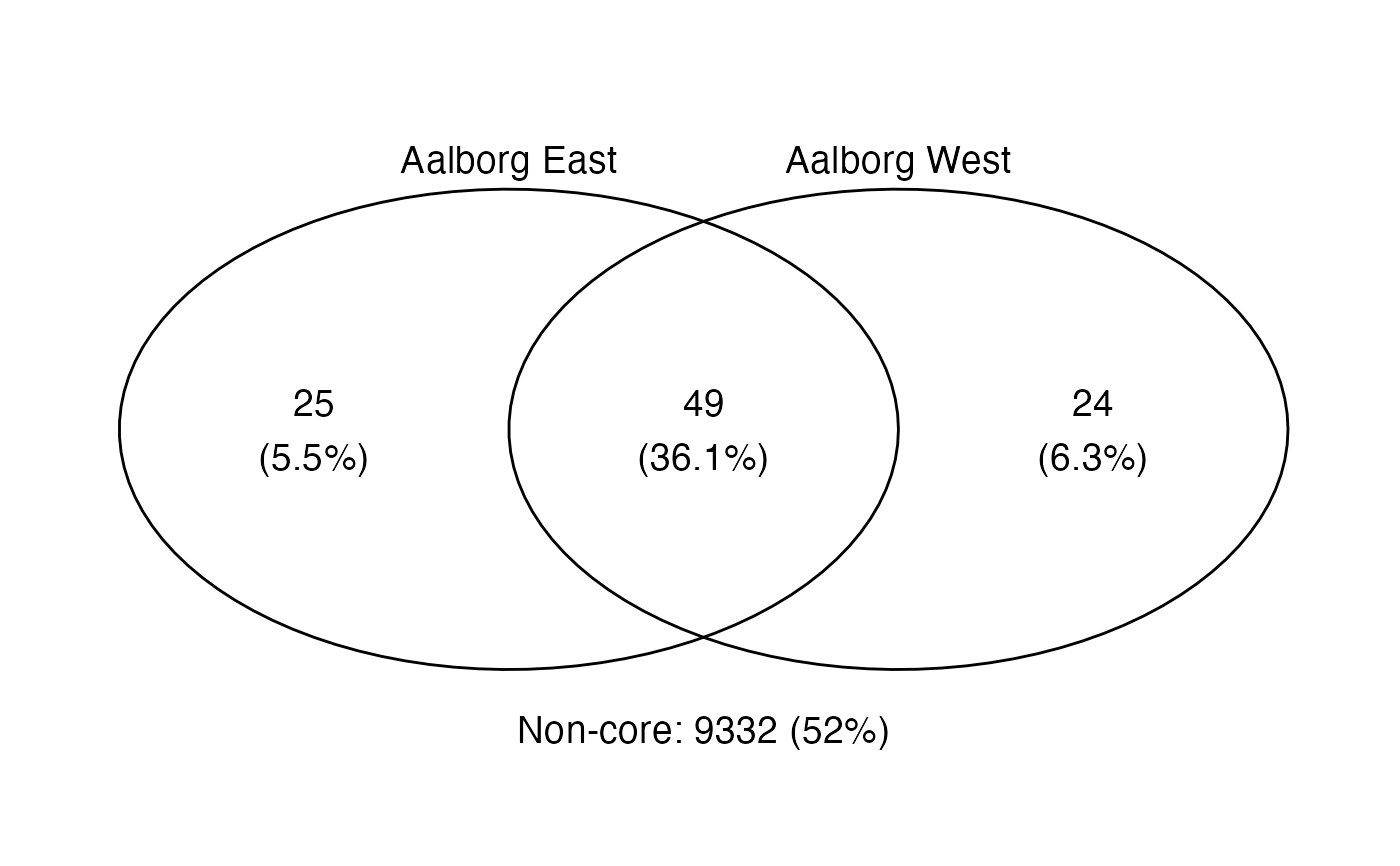 Aalborg East
Aalborg West
25
(5.5%)
49
(36.1%)
24
(6.3%)
Non-core: 9332 (52%)